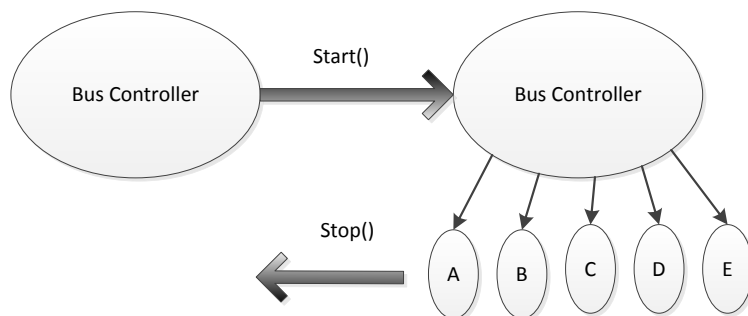 Start()
Bus Controller
Bus Controller
Stop()
A
B
C
D
E